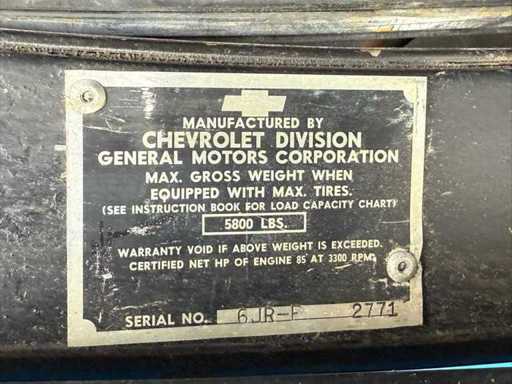 MANUFACTURED BY
CHEVROLET DIVISION
GENERAL MOTORS CORPORATION
MAX. GROSS WEIGHT WHEN
EQUIPPED WITH MAX. TIRES.
(SEE INSTRUCTION BOOK FOR LOAD CAPACITY CHART)
5800 LBS.
WARRANTY VOID IF ABOVE WEIGHT IS EXCEEDED.
CERTIFIED NET HP OF ENGINE 85 AT 3300 RPM.
SERIAL NO. 6JR-F 2771